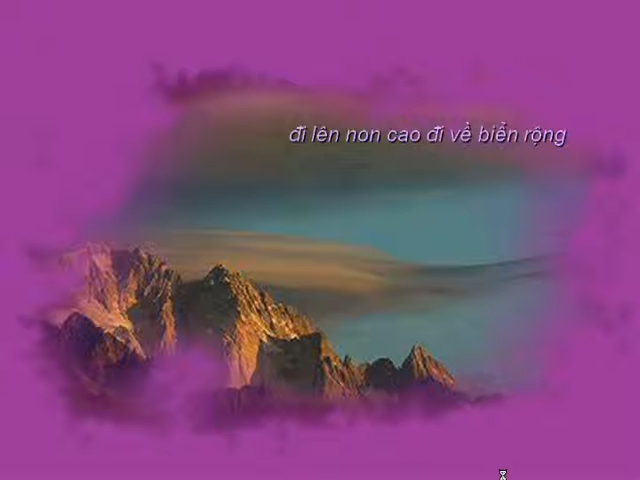 đi lên non cao đi về biển rộng